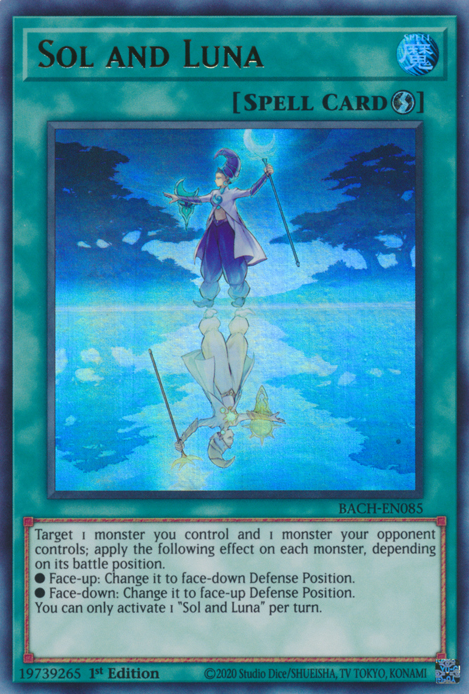 SOL AND LUNA
SPELL
魔
[SPELL CARD]
BACH-EN085
Target 1 monster you control and 1 monster your opponent
controls; apply the following effect on each monster, depending
on its battle position.
● Face-up: Change it to face-down Defense Position.
● Face-down: Change it to face-up Defense Position.
You can only activate 1 "Sol and Luna" per turn.
19739265 1st Edition ©2020 Studio Dice/SHUEISHA, TV TOKYO, KONAMI